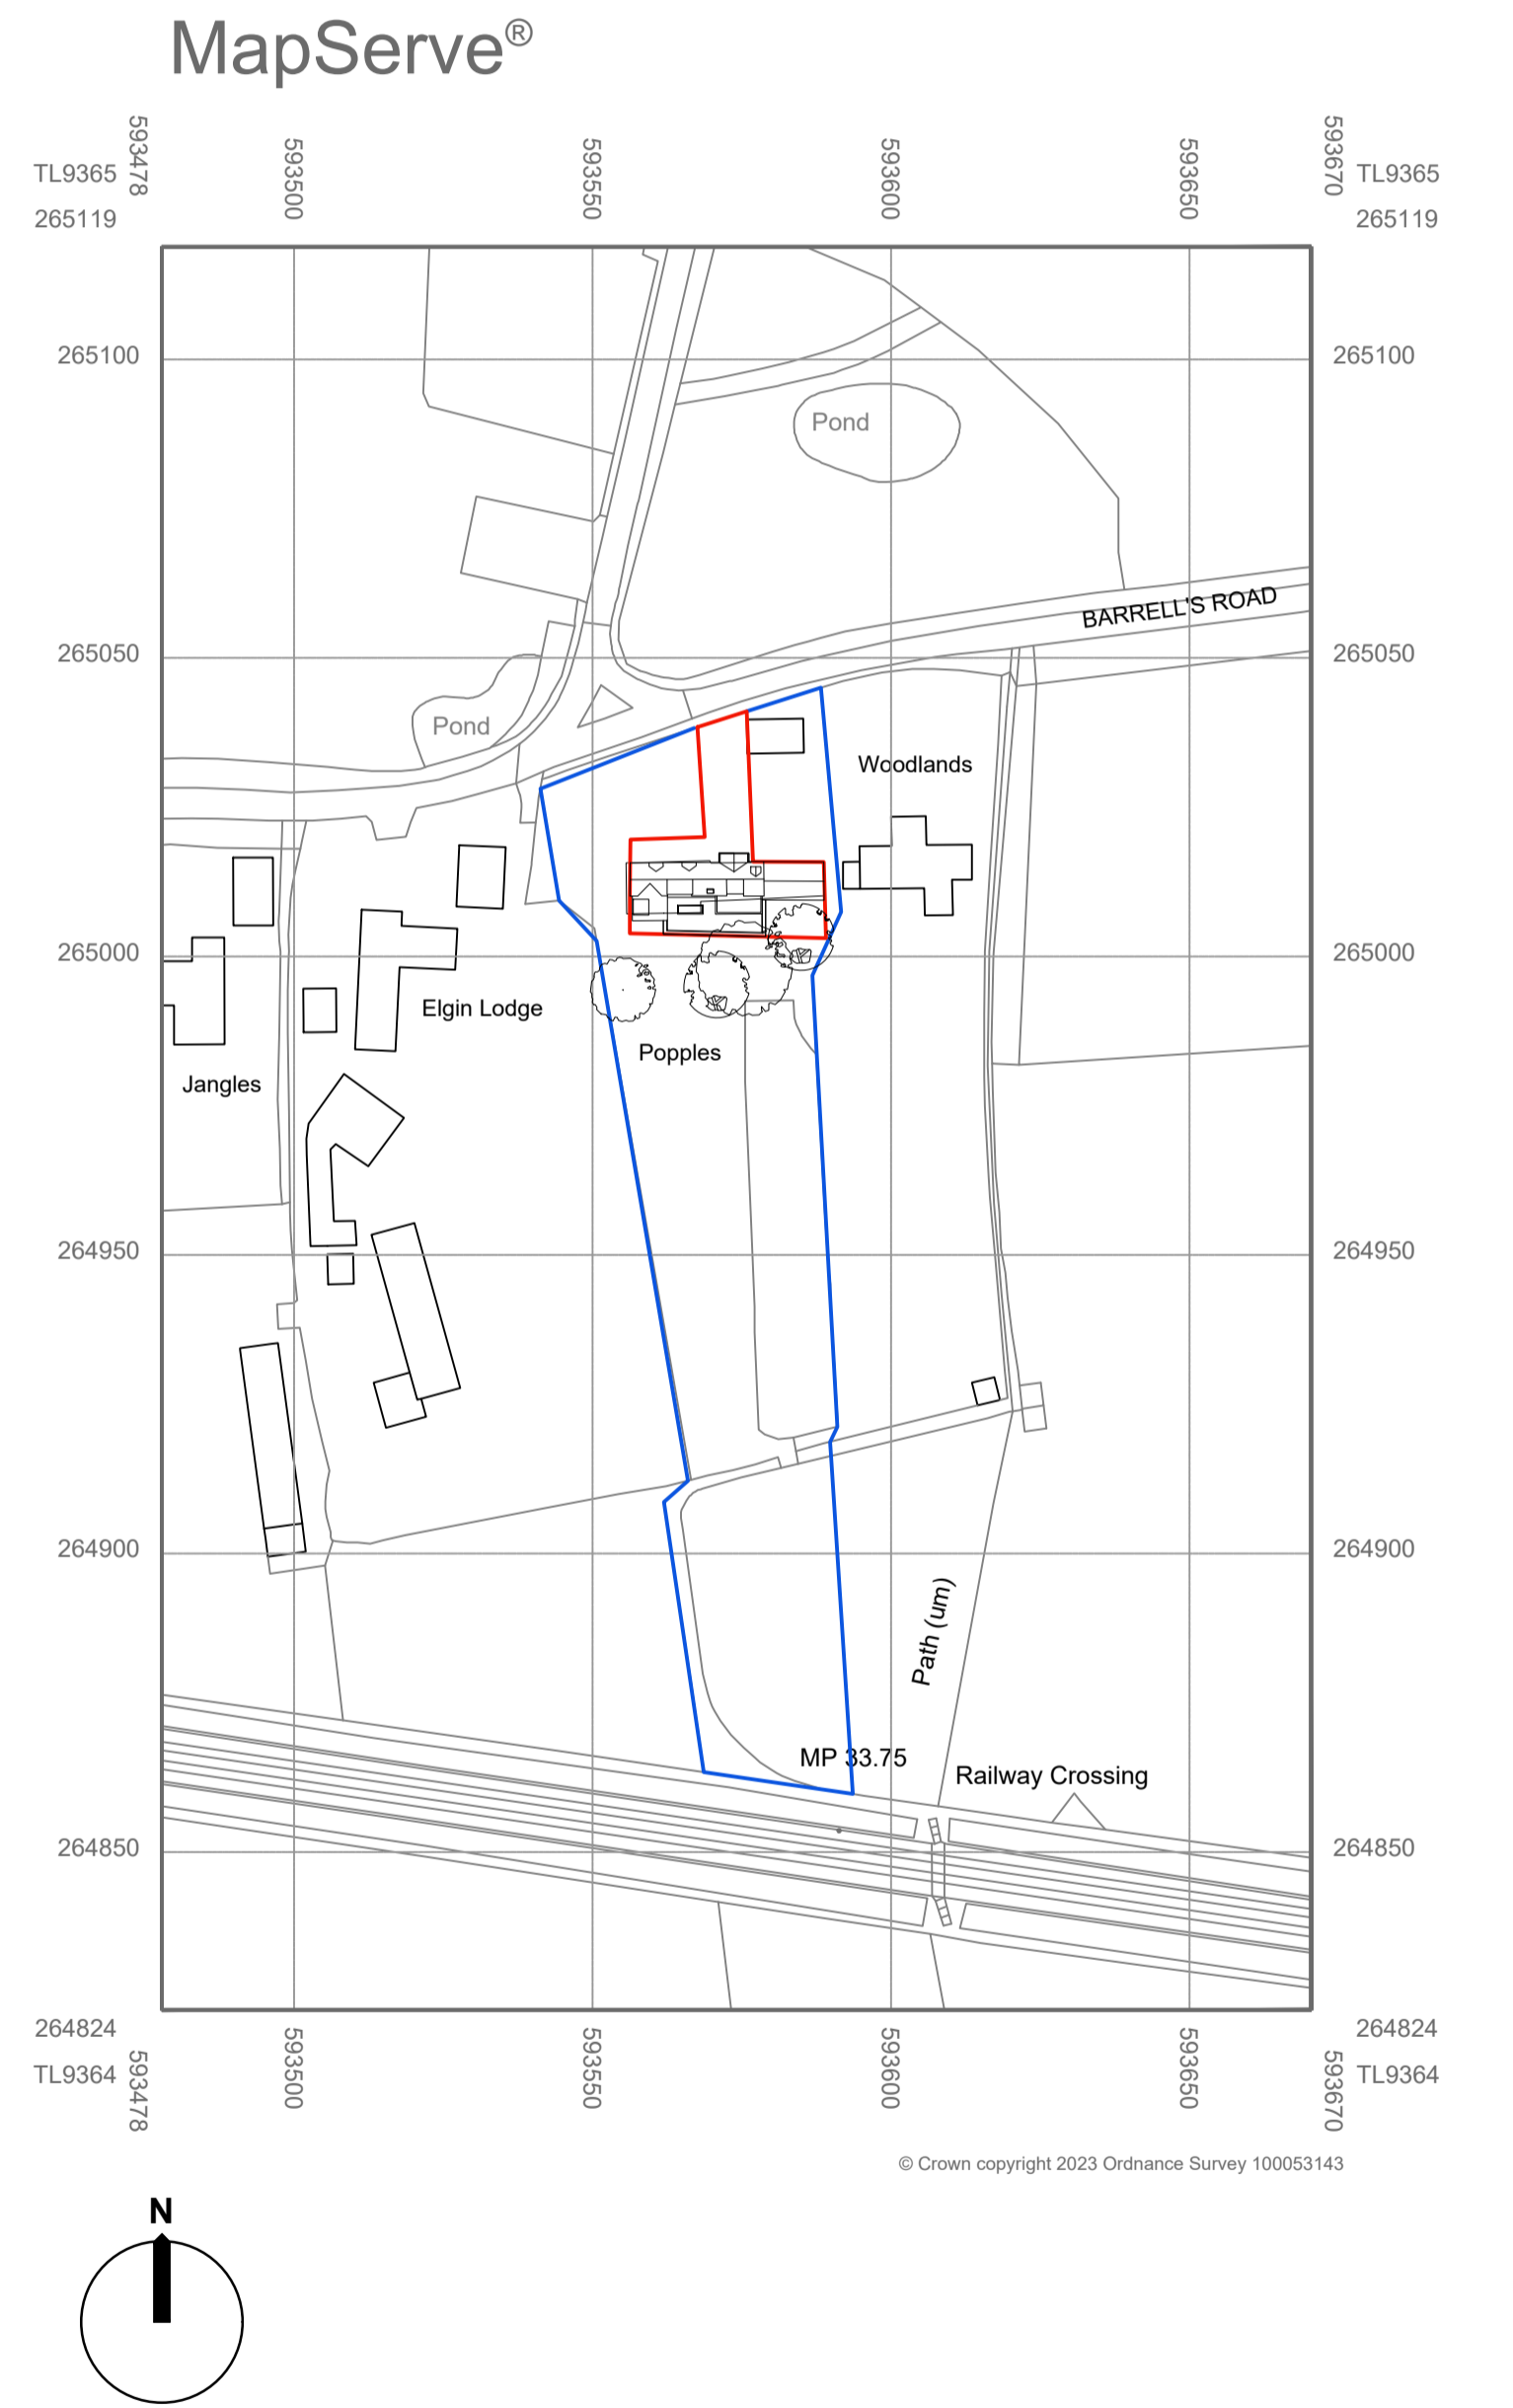 MapServe®
593478
593500
593550
593600
593650
593670
TL9365
TL9365
265119
265119
265100
265100
Pond
BARRELL'S ROAD
265050
265050
Pond
Woodlands
265000
265000
Elgin Lodge
Popples
Jangles
264950
264950
264900
264900
Path (um)
MP 33.75
Railway Crossing
264850
264850
264824
264824
TL9364
TL9364
593478
593500
593550
593600
593650
593670
© Crown copyright 2023 Ordnance Survey 100053143
N